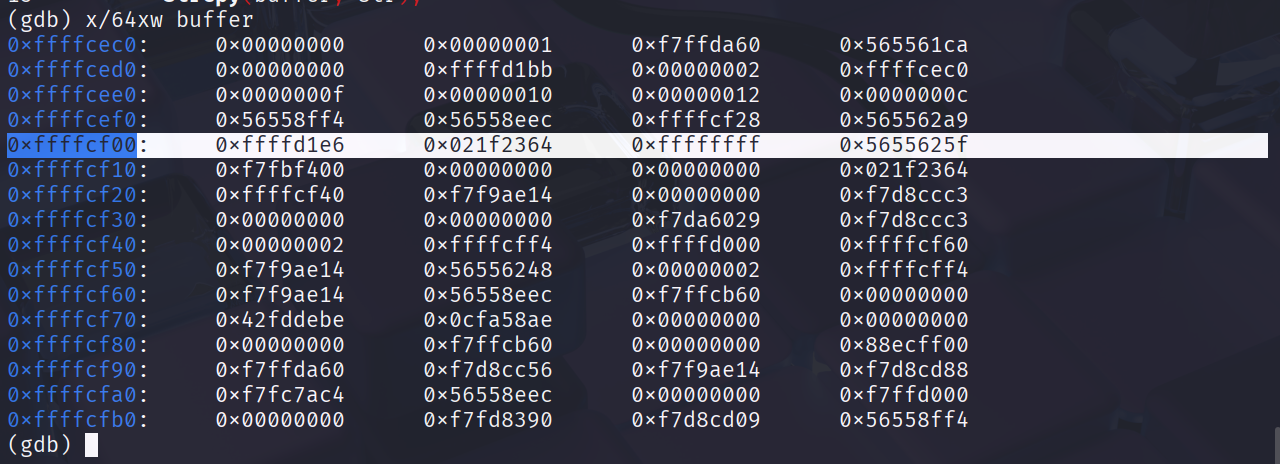 strcpy(buffer, str);
(gdb) x/64xw buffer
0×ffffcec0: 0×00000000 0×00000001 0×f7ffda60 0×565561ca
0×ffffced0: 0×00000000 0×ffffd1bb 0×00000002 0×ffffcec0
0×ffffcee0: 0×0000000f 0×00000010 0×00000012 0×0000000c
0×ffffcef0: 0×56558ff4 0×56558eec 0×ffffcf28 0×565562a9
0×ffffcf00: 0×ffffd1e6 0×021f2364 0×ffffffff 0×5655625f
0×ffffcf10: 0×f7fbf400 0×00000000 0×00000000 0×021f2364
0×ffffcf20: 0×ffffcf40 0×f7f9ae14 0×00000000 0×f7d8ccc3
0×ffffcf30: 0×00000000 0×00000000 0×f7da6029 0×f7d8ccc3
0×ffffcf40: 0×00000002 0×ffffcff4 0×ffffd000 0×ffffcf60
0×ffffcf50: 0×f7f9ae14 0×56556248 0×00000002 0×ffffcff4
0×ffffcf60: 0×f7f9ae14 0×56558eec 0×f7ffcb60 0×00000000
0×ffffcf70: 0×42fddebe 0×0cfa58ae 0×00000000 0×00000000
0×ffffcf80: 0×00000000 0×f7ffcb60 0×00000000 0×88ecff00
0×ffffcf90: 0×f7ffda60 0×f7d8cc56 0×f7f9ae14 0×f7d8cd88
0×ffffcfa0: 0×f7fc7ac4 0×56558eec 0×00000000 0×f7ffd000
0×ffffcfb0: 0×00000000 0×f7fd8390 0×f7d8cd09 0×56558ff4
(gdb)